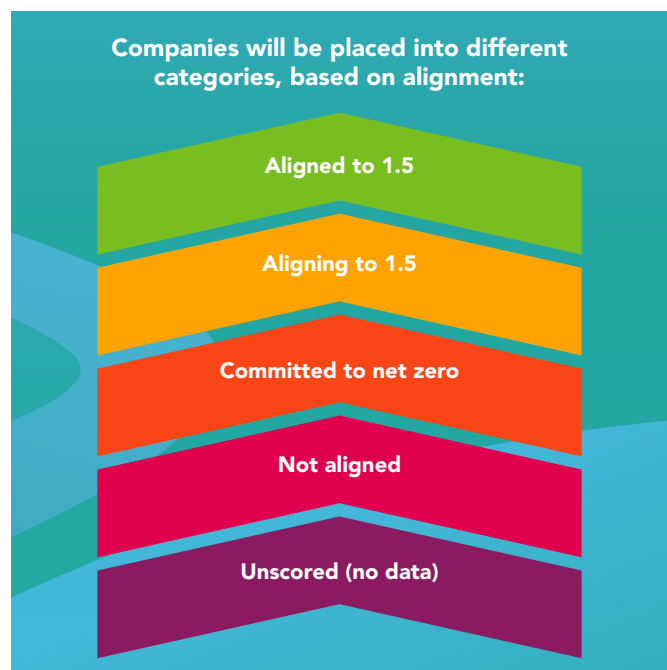 Companies will be placed into different
categories, based on alignment:
Aligned to 1.5
Aligning to 1.5
Committed to net zero
Not aligned
Unscored (no data)